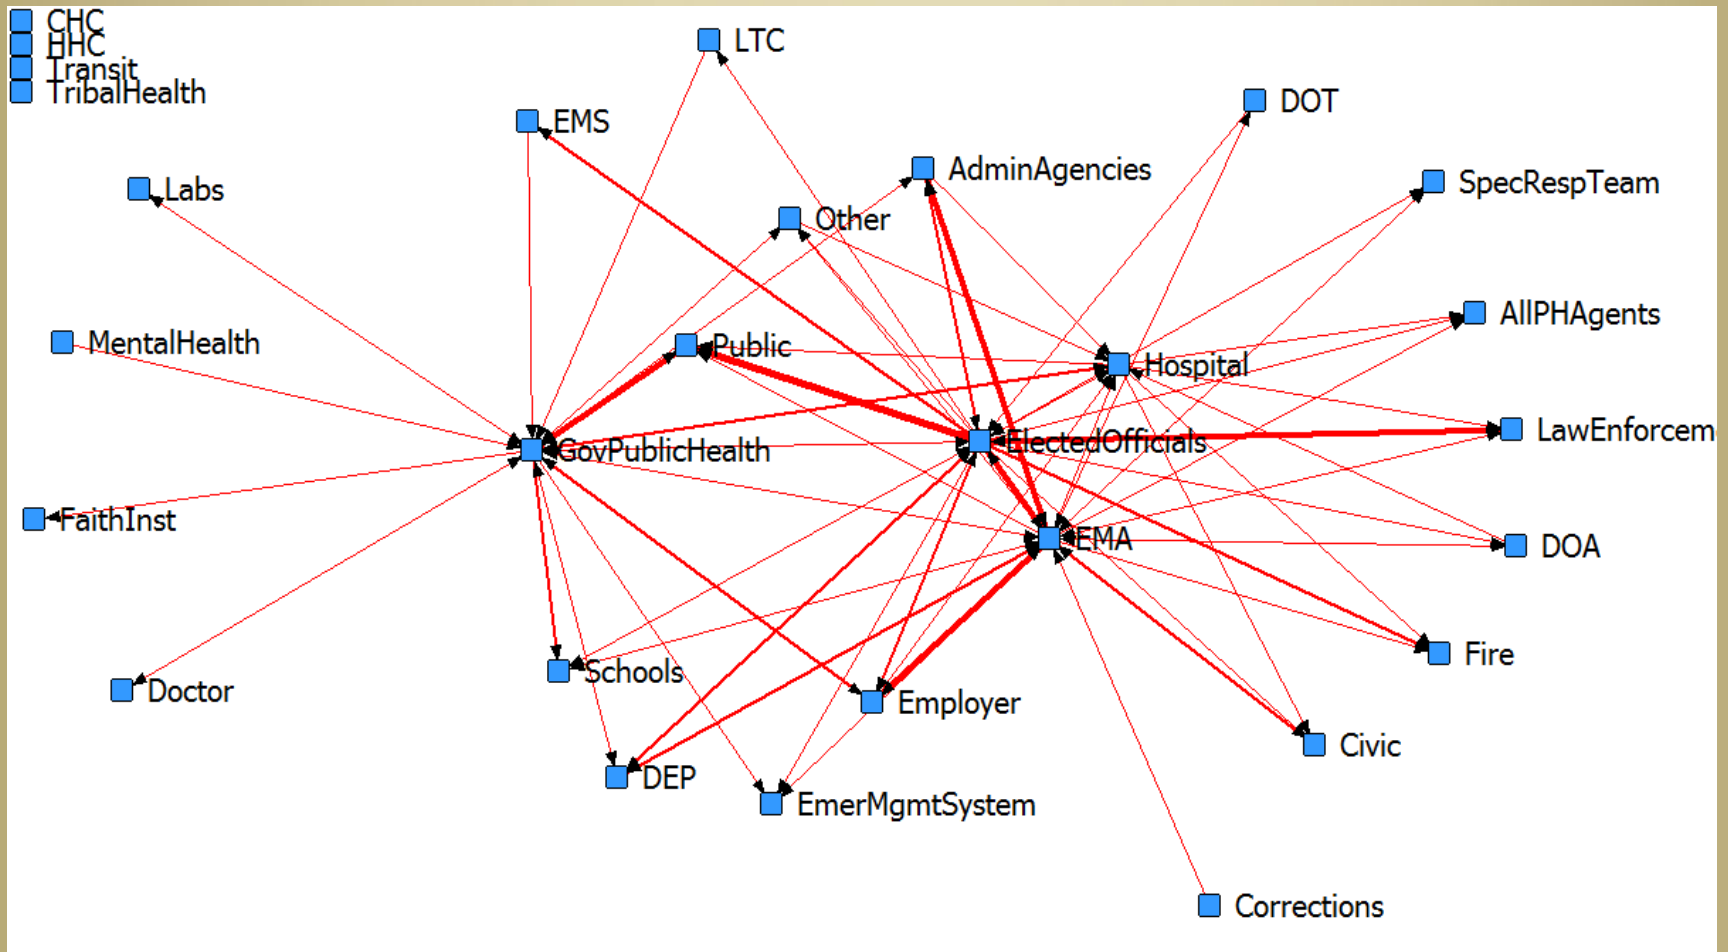 CHC
HHC
Transit
TribalHealth
LTC
DOT
EMS
AdminAgencies
SpecRespTeam
Labs
Other
AllPHAgents
MentalHealth
Public
Hospital
LawEnforcem
ElectedOfficials
GovPublicHealth
FaithInst
EMA
DOA
Fire
Schools
Doctor
Employer
Civic
DEP
EmerMgmtSystem
Corrections